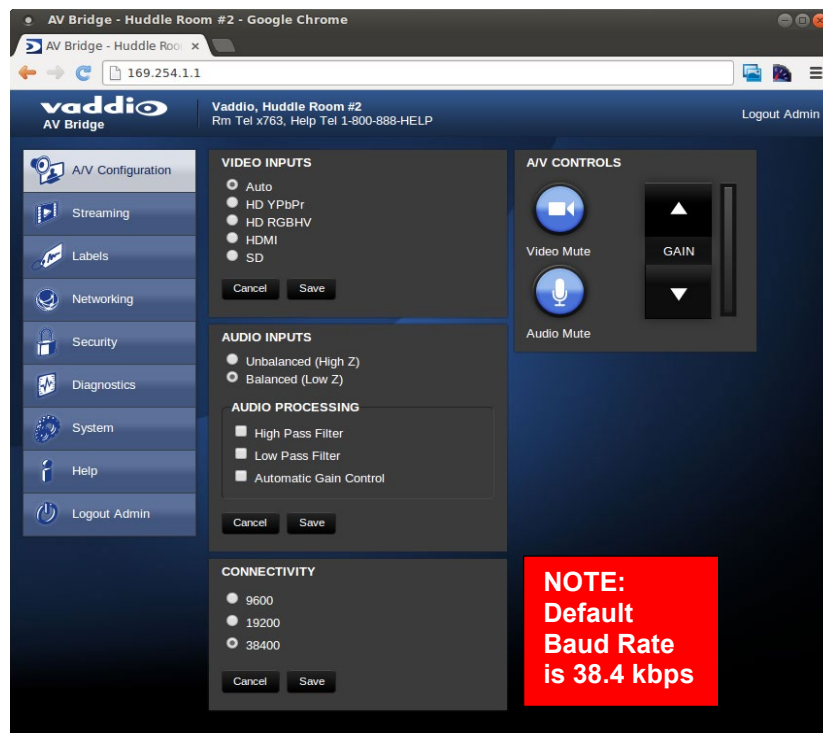 AV Bridge - Huddle Room #2 - Google Chrome
AV Bridge - Huddle Roo
169.254.1.1
vaddio
AV Bridge
Vaddio, Huddle Room #2
Rm Tel x763, Help Tel 1-800-888-HELP
Logout Admin
A/V Configuration
Streaming
Labels
Networking
Security
Diagnostics
System
Help
Logout Admin
VIDEO INPUTS
Auto
HD YPbPr
HD RGBHV
HDMI
SD
Cancel Save
AUDIO INPUTS
Unbalanced (High Z)
Balanced (Low Z)
AUDIO PROCESSING
High Pass Filter
Low Pass Filter
Automatic Gain Control
Cancel Save
CONNECTIVITY
9600
19200
38400
Cancel Save
A/V CONTROLS
Video Mute
GAIN
Audio Mute
NOTE:
Default
Baud Rate
is 38.4 kbps